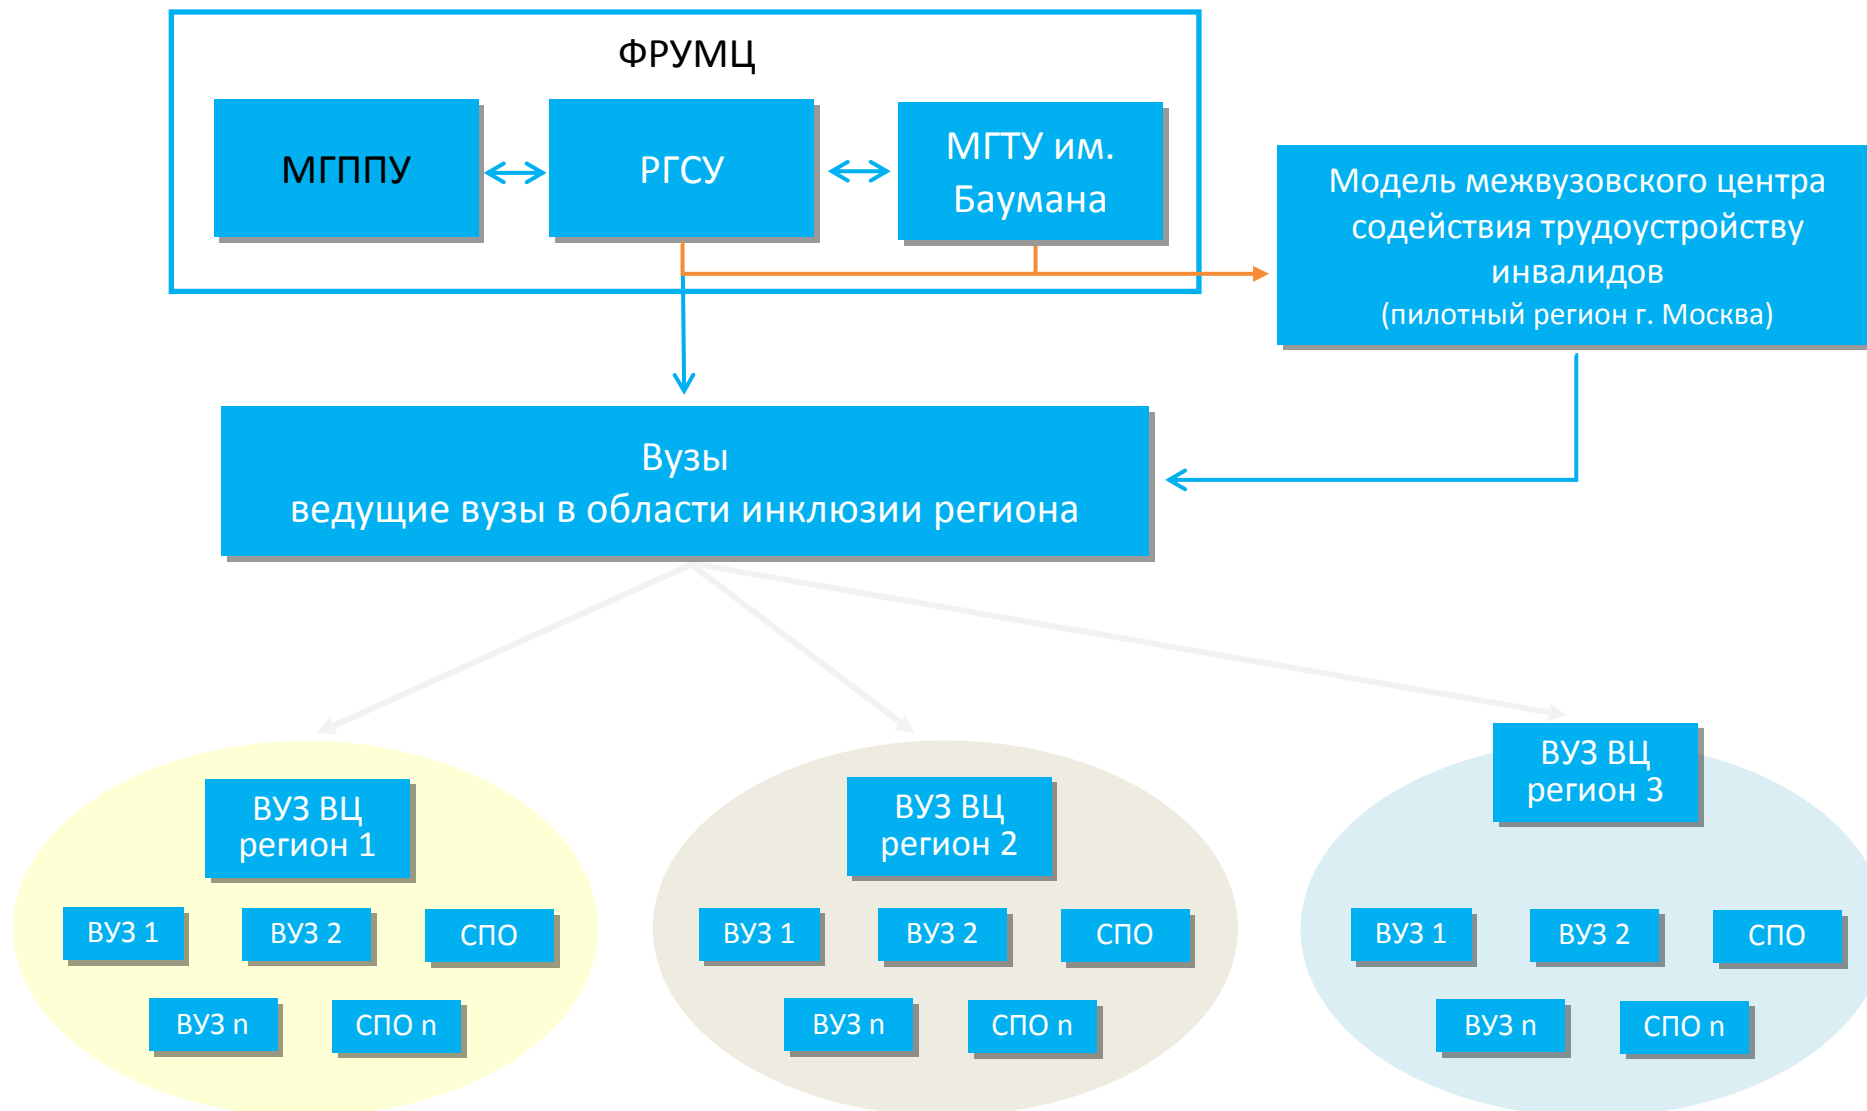 ФРУМЦ
МГППУ
РГСУ
МГТУ им.
Баумана
Модель межвузовского центра
содействия трудоустройству
инвалидов
(пилотный регион г. Москва)
Вузы
ведущие вузы в области инклюзии региона
ВУЗ ВЦ
регион 1
ВУЗ 1
ВУЗ 2
СПО
ВУЗ n
СПО n
ВУЗ ВЦ
регион 2
ВУЗ 1
ВУЗ 2
СПО
ВУЗ n
СПО n
ВУЗ ВЦ
регион 3
ВУЗ 1
ВУЗ 2
СПО
ВУЗ n
СПО n